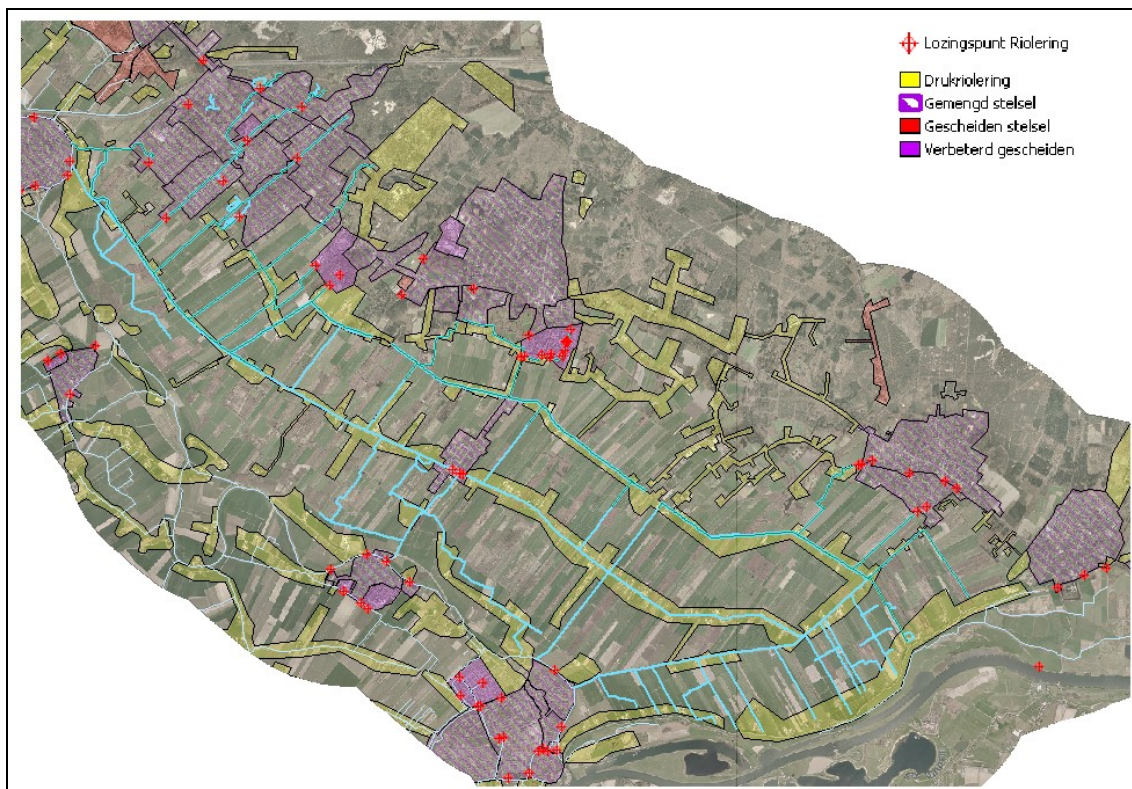 Lozingspunt Riolering
Drukriolering
Gemengd stelsel
Gescheiden stelsel
Verbeterd gescheiden